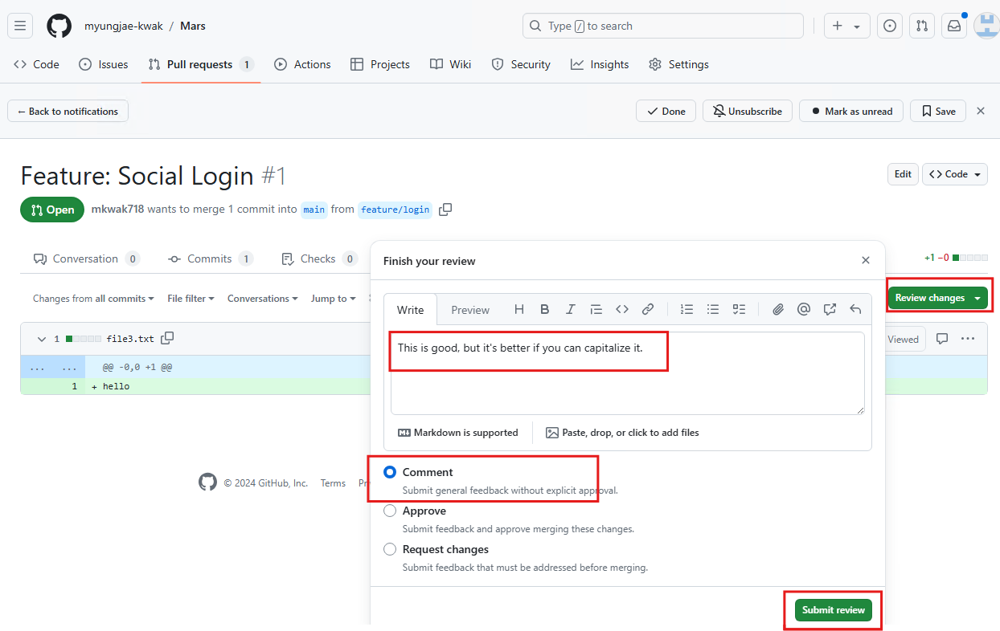 myungjae-kwak / Mars
Type / to search
Code Issues Pull requests 1 Actions Projects Wiki Security Insights Settings
← Back to notifications
Done Unsubscribe Mark as unread Save
Feature: Social Login #1
Edit <> Code
Open mkwak718 wants to merge 1 commit into main from feature/login
Conversation 0 Commits 1 Checks 0
+1 −0
Finish your review
Changes from all commits File filter Conversations Jump to
Review changes
Write Preview
1 file3.txt
Viewed
This is good, but it's better if you can capitalize it.
... ... @@ -0,0 +1 @@
1 + hello
Markdown is supported
Paste, drop, or click to add files
Comment
Submit general feedback without explicit approval.
© 2024 GitHub, Inc. Terms
Approve
Submit feedback and approve merging these changes.
Request changes
Submit feedback that must be addressed before merging.
Submit review